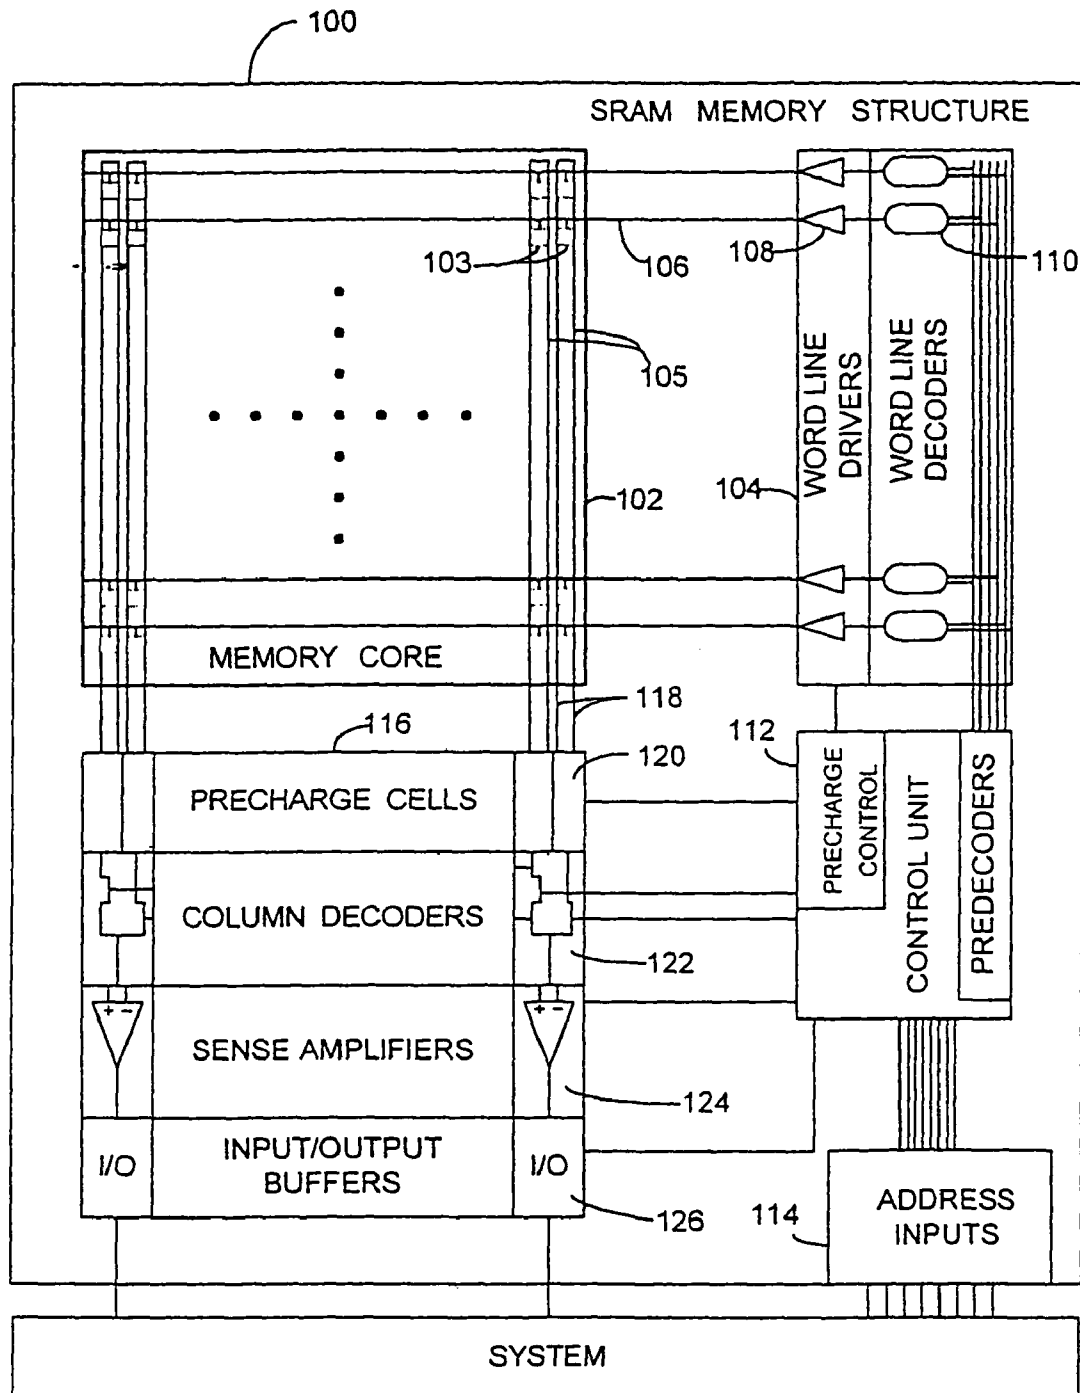 100
SRAM MEMORY STRUCTURE
103
106
108
110
105
WORD LINE
DRIVERS
WORD LINE
DECODERS
102
104
MEMORY CORE
118
116
120
112
PRECHARGE CELLS
PRECHARGE
CONTROL
CONTROL UNIT
PREDECODERS
COLUMN DECODERS
122
+ -
+ -
SENSE AMPLIFIERS
124
I/O
INPUT/OUTPUT
BUFFERS
I/O
126
114
ADDRESS
INPUTS
SYSTEM